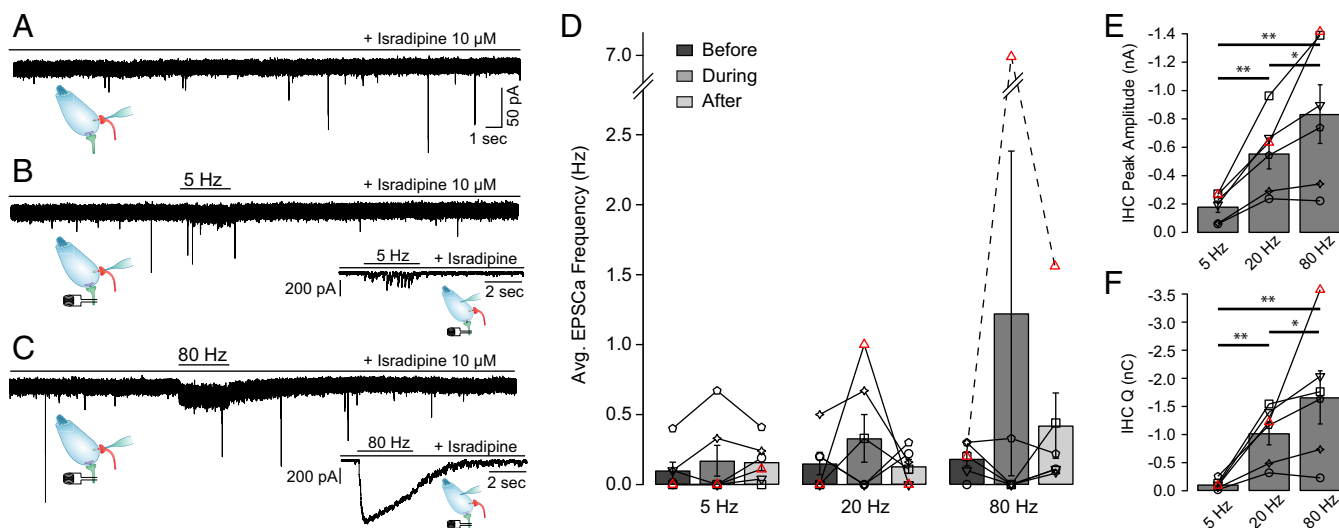 A
+ Isradipine 10 µM
50 pA
1 sec
B
5 Hz
+ Isradipine 10 µM
5 Hz
+ Isradipine
200 pA
2 sec
C
80 Hz
+ Isradipine 10 µM
80 Hz
+ Isradipine
200 pA
2 sec
D
Avg. EPSCa Frequency (Hz)
7.0
2.5
2.0
1.5
1.0
0.5
0.0
Before
During
After
5 Hz
20 Hz
80 Hz
E
IHC Peak Amplitude (nA)
-1.4
-1.2
-1.0
-0.8
-0.6
-0.4
-0.2
0.0
**
**
*
5 Hz
20 Hz
80 Hz
F
IHC Q (nC)
-3.5
-3.0
-2.5
-2.0
-1.5
-1.0
-0.5
0.0
**
**
*
5 Hz
20 Hz
80 Hz